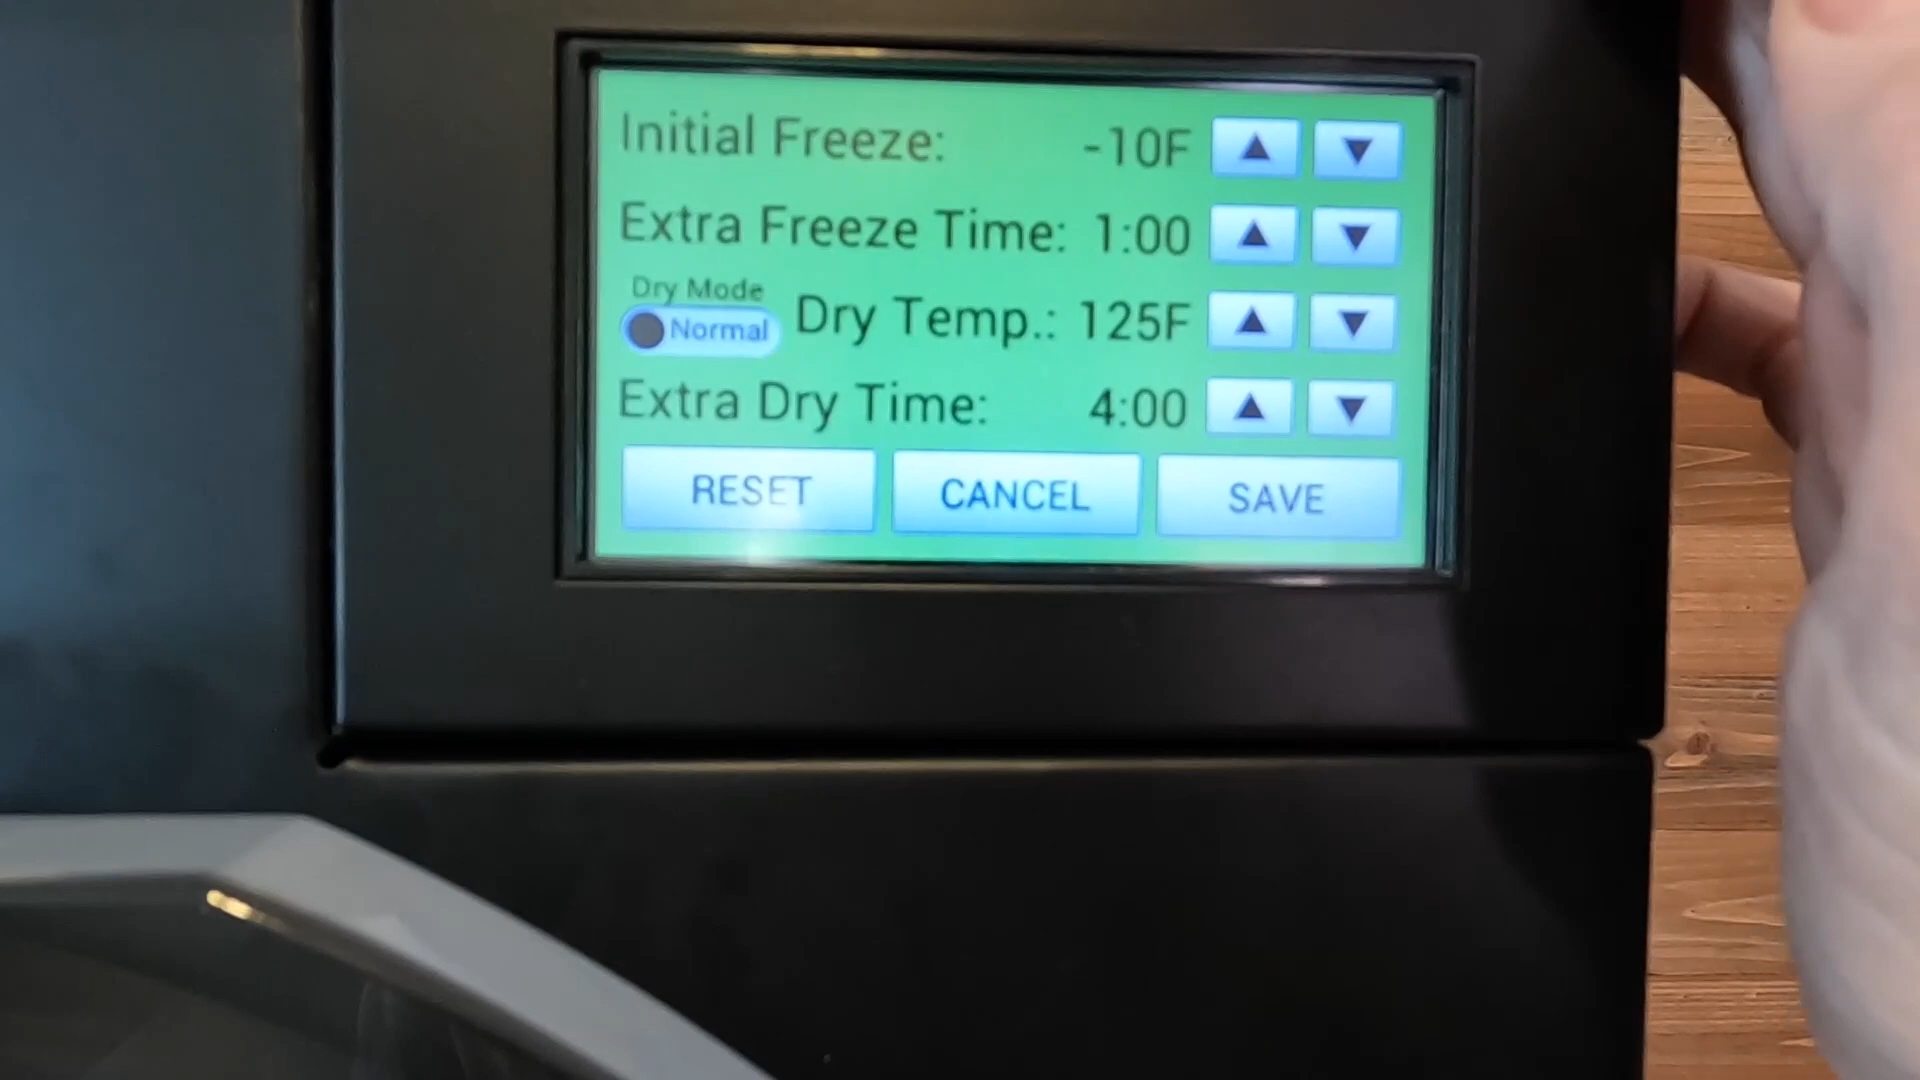 Initial Freeze: -10F ▲ ▼
Extra Freeze Time: 1:00 ▲ ▼
Dry Mode
Normal Dry Temp.: 125F ▲ ▼
Extra Dry Time: 4:00 ▲ ▼
RESET CANCEL SAVE